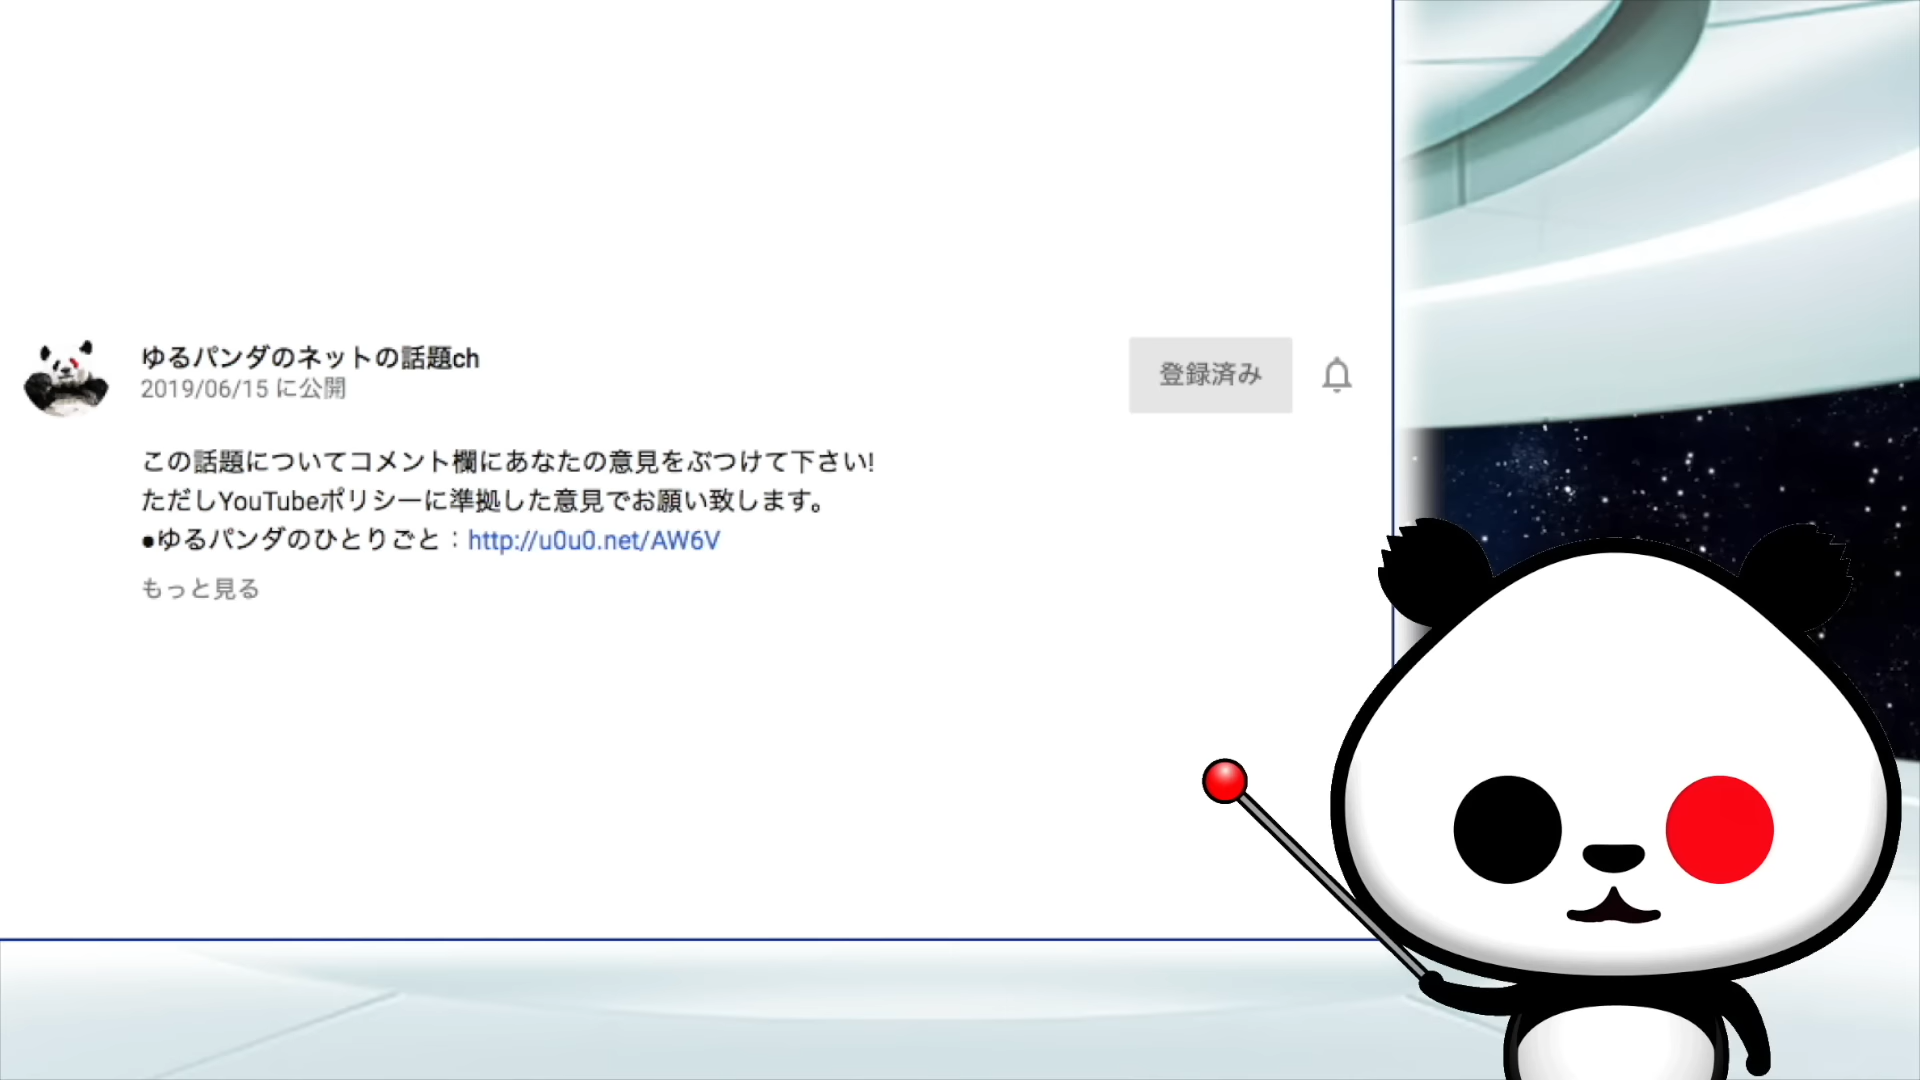 ゆるパンダのネットの話題ch
2019/06/15 に公開
登録済み
この話題についてコメント欄にあなたの意見をぶつけて下さい!
ただしYouTubeポリシーに準拠した意見でお願い致します。
●ゆるパンダのひとりごと：http://u0u0.net/AW6V
もっと見る